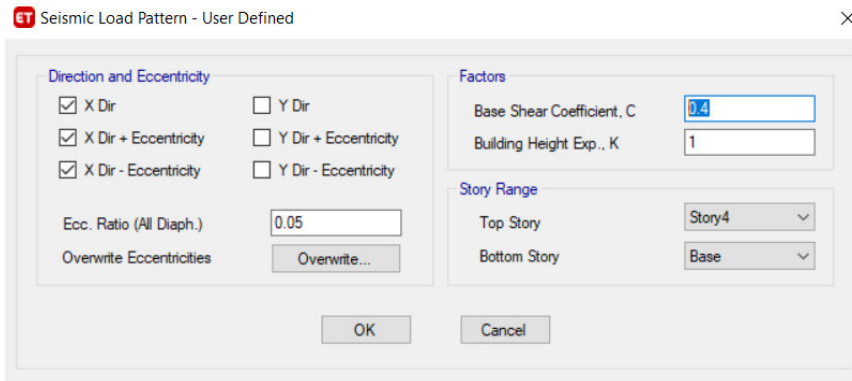 ET Seismic Load Pattern - User Defined
Direction and Eccentricity
X Dir
Y Dir
X Dir + Eccentricity
Y Dir + Eccentricity
X Dir - Eccentricity
Y Dir - Eccentricity
Ecc. Ratio (All Diaph.)
0.05
Overwrite Eccentricities
Overwrite...
Factors
Base Shear Coefficient, C
0.4
Building Height Exp., K
1
Story Range
Top Story
Story4
Bottom Story
Base
OK
Cancel